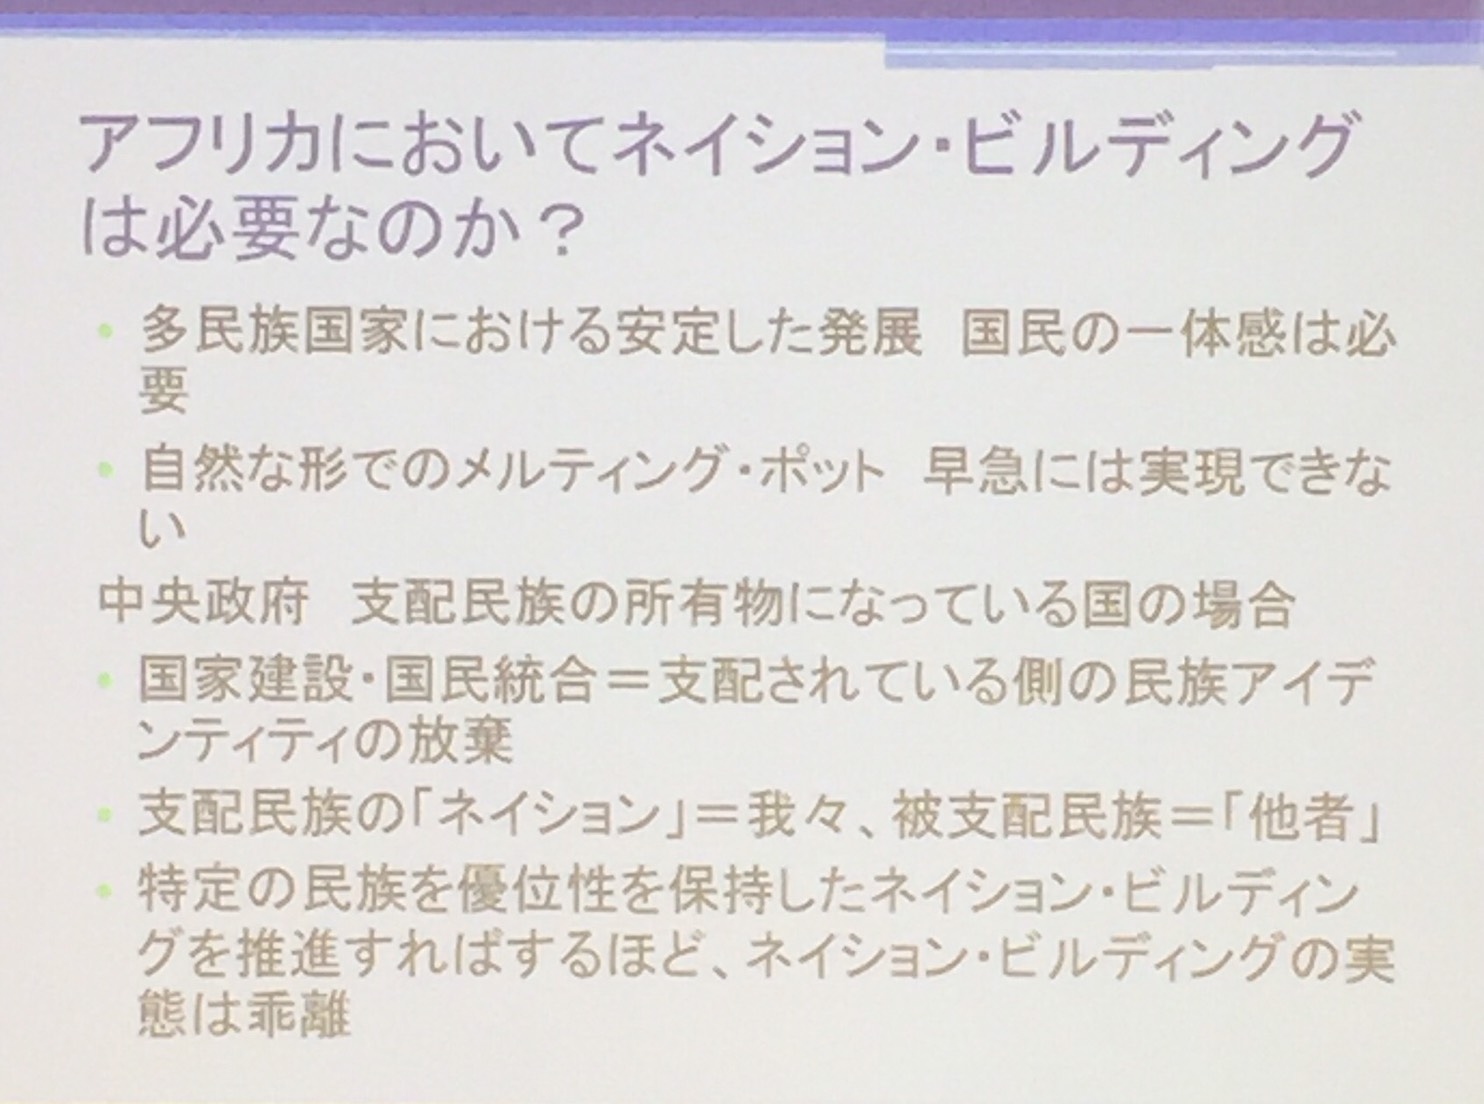 アフリカにおいてネイション・ビルディング
は必要なのか？
• 多民族国家における安定した発展　国民の一体感は必
要
• 自然な形でのメルティング・ポット　早急には実現できな
い
中央政府　支配民族の所有物になっている国の場合
• 国家建設・国民統合＝支配されている側の民族アイデ
ンティティの放棄
• 支配民族の「ネイション」＝我々、被支配民族＝「他者」
• 特定の民族を優位性を保持したネイション・ビルディン
グを推進すればするほど、ネイション・ビルディングの実
態は乖離